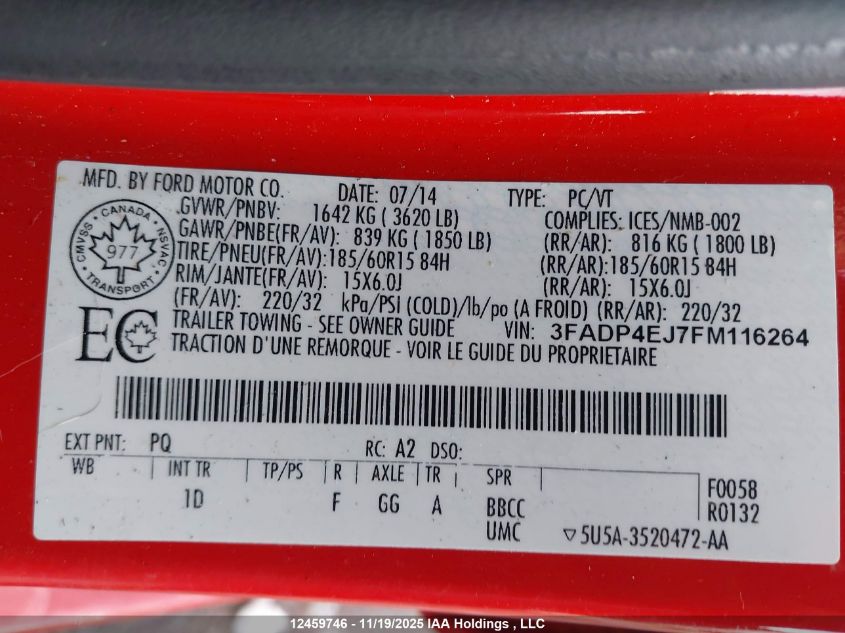 MFD. BY FORD MOTOR CO. DATE: 07/14 TYPE: PC/VT
GVWR/PNBV: 1642 KG ( 3620 LB) COMPLIES: ICES/NMB-002
GAWR/PNBE(FR/AV): 839 KG ( 1850 LB) (RR/AR): 816 KG ( 1800 LB)
TIRE/PNEU(FR/AV):185/60R15 84H (RR/AR):185/60R15 84H
RIM/JANTE(FR/AV): 15X6.0J (RR/AR): 15X6.0J
(FR/AV): 220/32 kPa/PSI (COLD)/lb/po (A FROID) (RR/AR): 220/32
TRAILER TOWING - SEE OWNER GUIDE VIN: 3FADP4EJ7FM116264
TRACTION D'UNE REMORQUE - VOIR LE GUIDE DU PROPRIETAIRE
CANADA
CMVSS
NSVAC
977
TRANSPORT
EC
EXT PNT: PQ RC: A2 DSO:
WB INT TR TP/PS R AXLE TR SPR
1D F GG A BBCC
UMC
F0058
R0132
▽5U5A-3520472-AA
12459746 - 11/19/2025 IAA Holdings , LLC